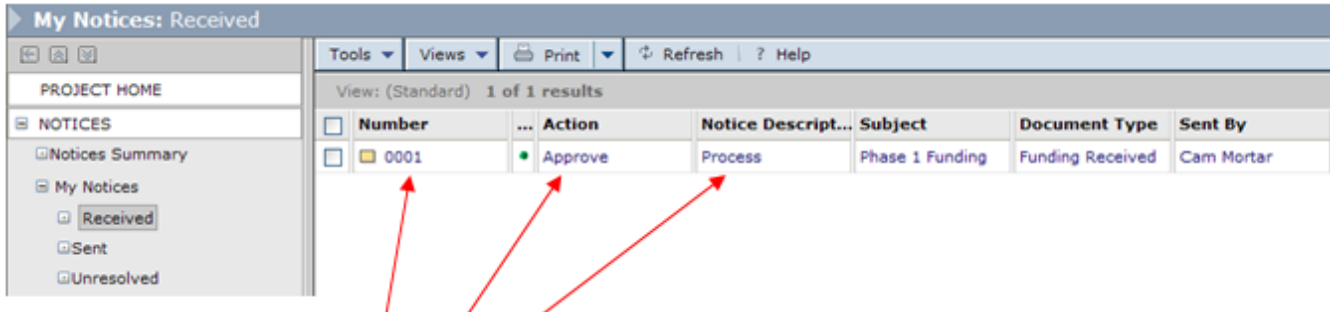 My Notices: Received
Tools Views Print Refresh ? Help
PROJECT HOME
View: (Standard) 1 of 1 results
NOTICES
Number ... Action Notice Descript... Subject Document Type Sent By
Notices Summary
0001 Approve Process Phase 1 Funding Funding Received Cam Mortar
My Notices
Received
Sent
Unresolved